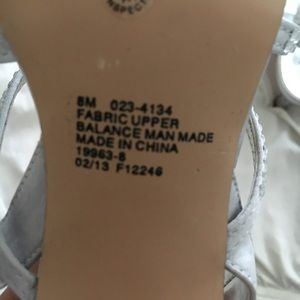 8M 023-4134
FABRIC UPPER
BALANCE MAN MADE
MADE IN CHINA
19963-8
02/13 F12246